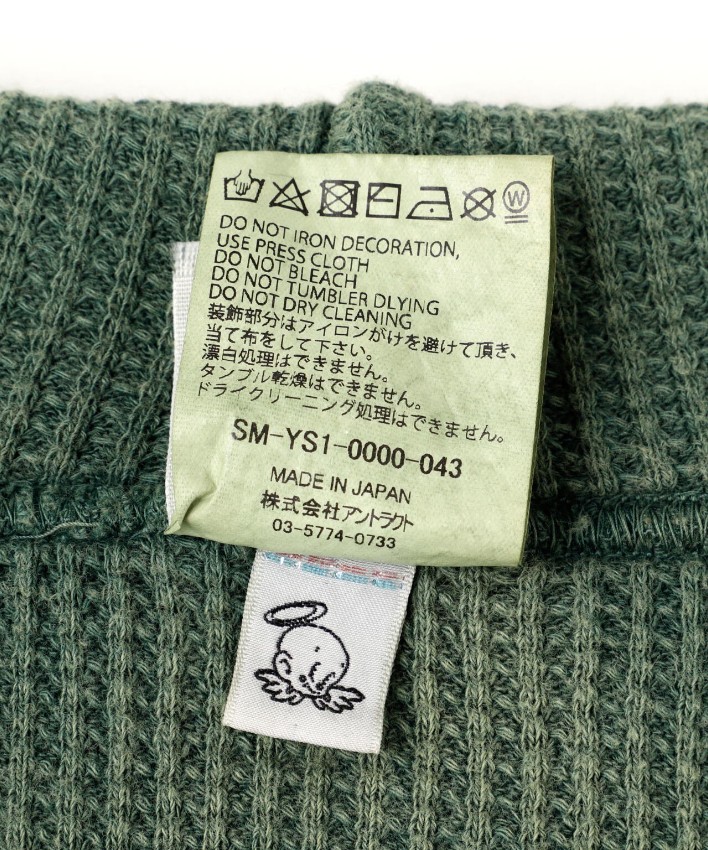 W
DO NOT IRON DECORATION,
USE PRESS CLOTH
DO NOT BLEACH
DO NOT TUMBLER DLYING
DO NOT DRY CLEANING
装飾部分はアイロンがけを避けて頂き、
当て布をして下さい。
漂白処理はできません。
タンブル乾燥はできません。
ドライクリーニング処理はできません。
SM-YS1-0000-043
MADE IN JAPAN
株式会社アントラクト
03-5774-0733